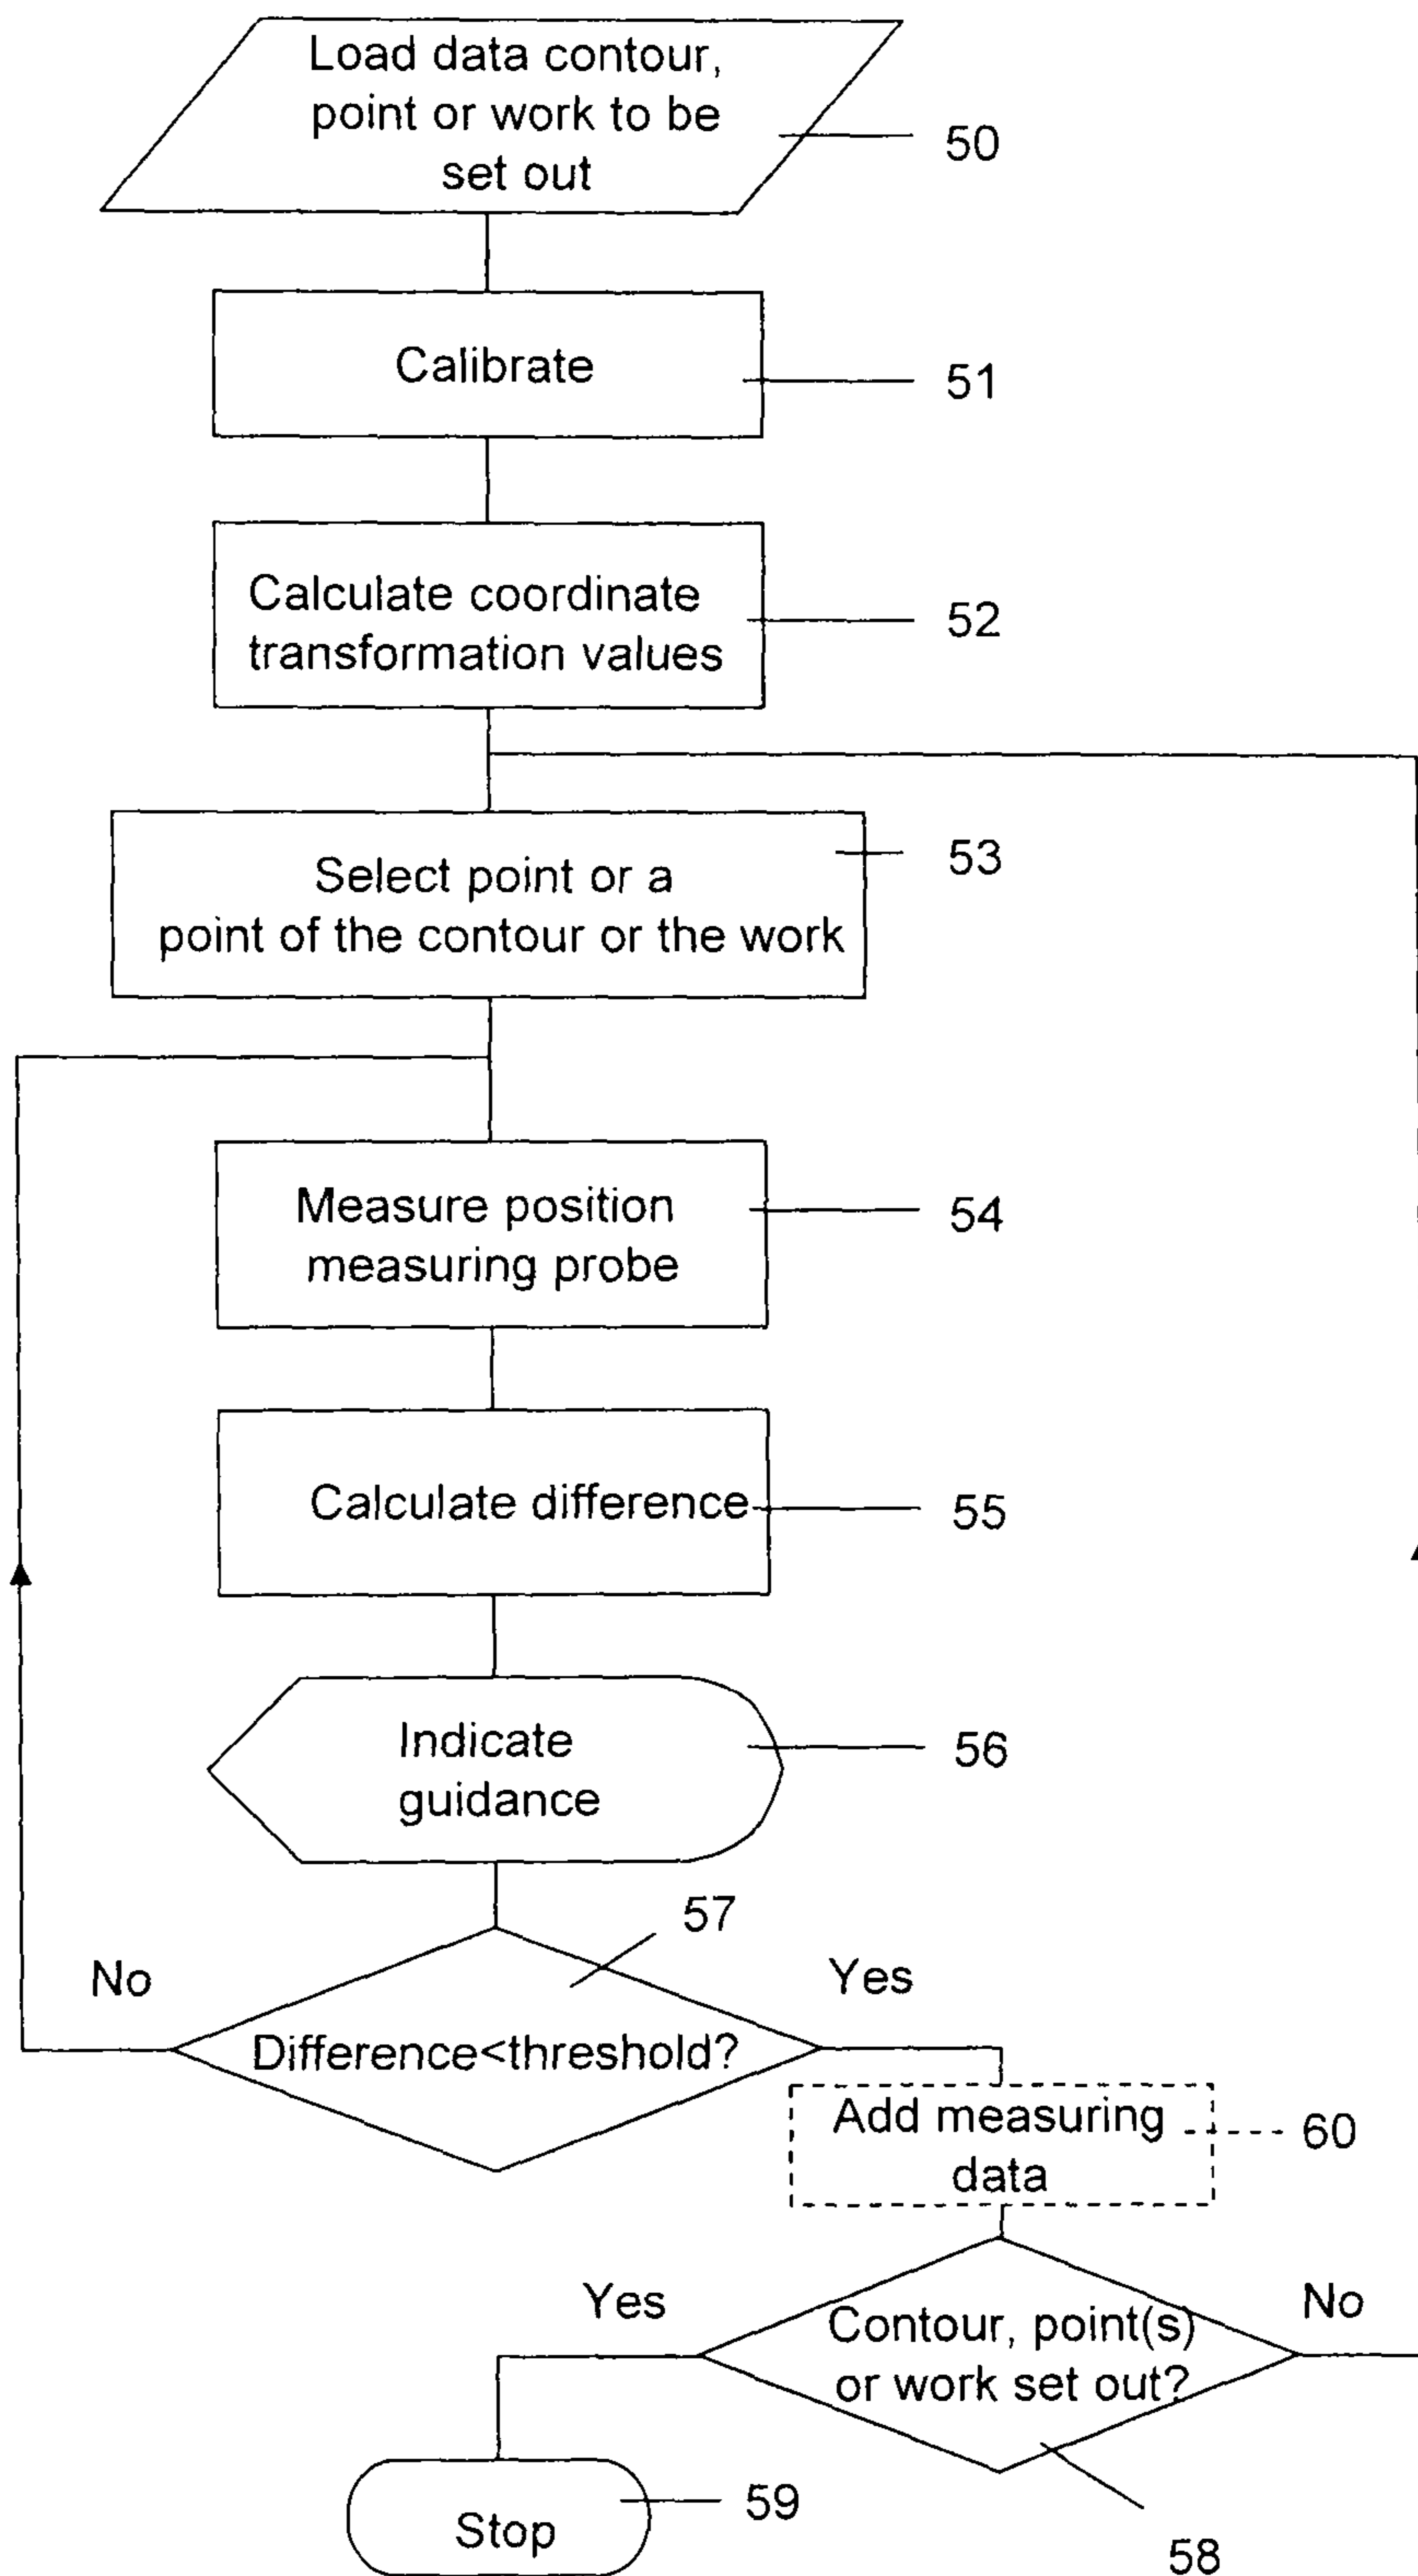 Load data contour,
point or work to be
set out
50
Calibrate
51
Calculate coordinate
transformation values
52
Select point or a
point of the contour or the work
53
Measure position
measuring probe
54
Calculate difference
55
Indicate
guidance
56
57
No
Yes
Difference<threshold?
Add measuring
data
60
Yes
No
Contour, point(s)
or work set out?
58
Stop
59